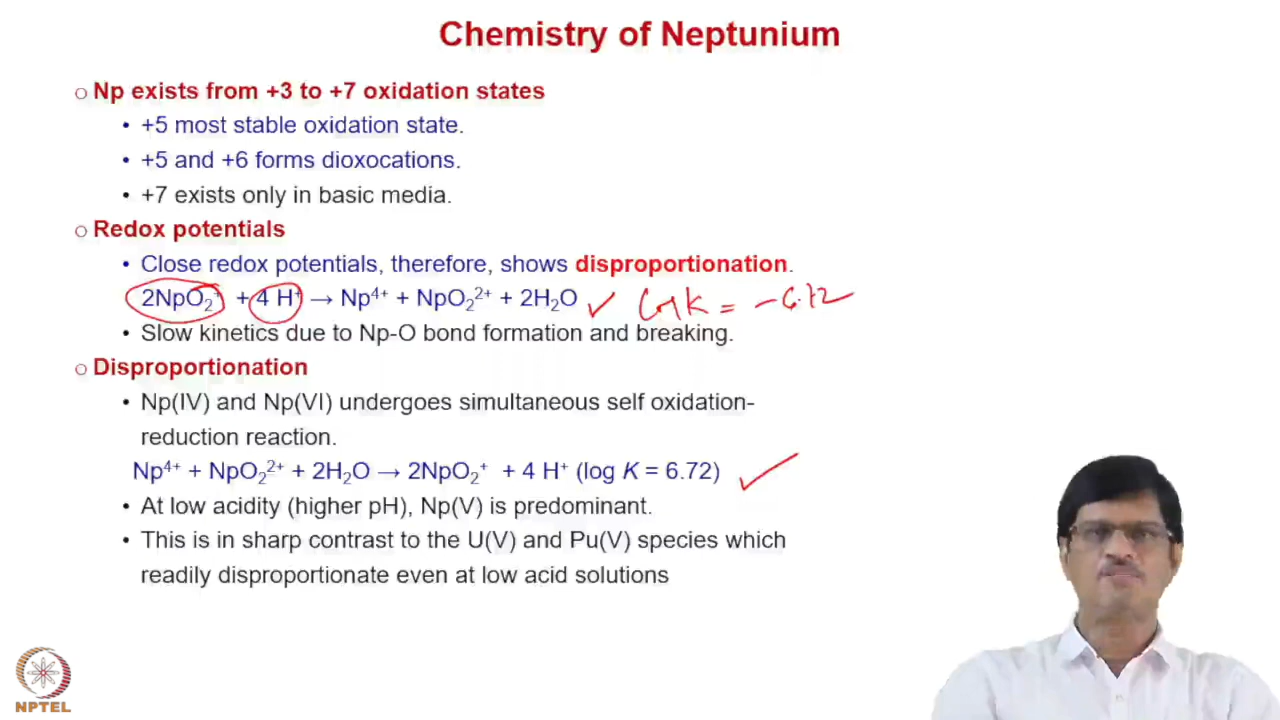 Chemistry of Neptunium
○ Np exists from +3 to +7 oxidation states
• +5 most stable oxidation state.
• +5 and +6 forms dioxocations.
• +7 exists only in basic media.
○ Redox potentials
• Close redox potentials, therefore, shows disproportionation.
2NpO₂⁺ + 4 H⁺ → Np⁴⁺ + NpO₂²⁺ + 2H₂O ✓ log K = -6.72
• Slow kinetics due to Np-O bond formation and breaking.
○ Disproportionation
• Np(IV) and Np(VI) undergoes simultaneous self oxidation-
reduction reaction.
Np⁴⁺ + NpO₂²⁺ + 2H₂O → 2NpO₂⁺ + 4 H⁺ (log K = 6.72) ✓
• At low acidity (higher pH), Np(V) is predominant.
• This is in sharp contrast to the U(V) and Pu(V) species which
readily disproportionate even at low acid solutions
NPTEL